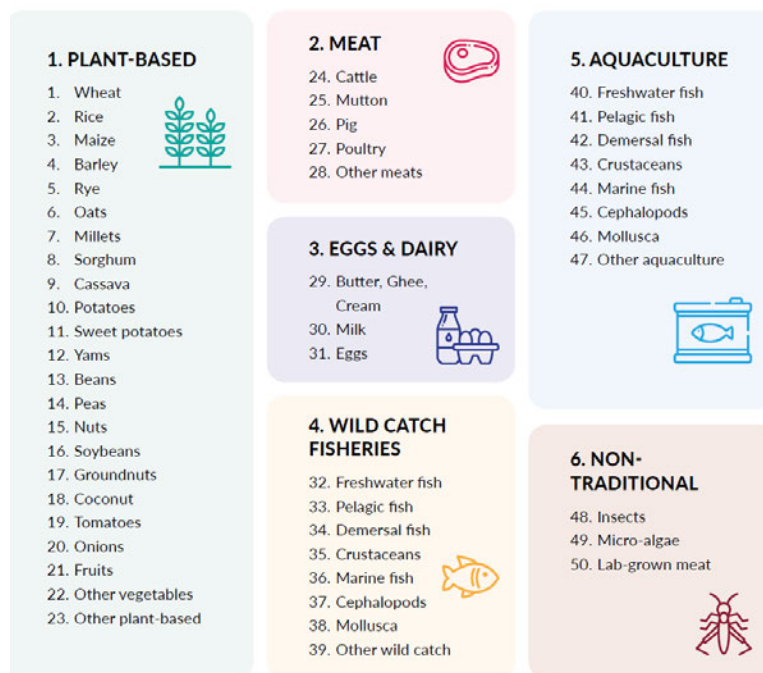 1. PLANT-BASED
1. Wheat
2. Rice
3. Maize
4. Barley
5. Rye
6. Oats
7. Millets
8. Sorghum
9. Cassava
10. Potatoes
11. Sweet potatoes
12. Yams
13. Beans
14. Peas
15. Nuts
16. Soybeans
17. Groundnuts
18. Coconut
19. Tomatoes
20. Onions
21. Fruits
22. Other vegetables
23. Other plant-based
2. MEAT
24. Cattle
25. Mutton
26. Pig
27. Poultry
28. Other meats
3. EGGS & DAIRY
29. Butter, Ghee,
Cream
30. Milk
31. Eggs
4. WILD CATCH
FISHERIES
32. Freshwater fish
33. Pelagic fish
34. Demersal fish
35. Crustaceans
36. Marine fish
37. Cephalopods
38. Mollusca
39. Other wild catch
5. AQUACULTURE
40. Freshwater fish
41. Pelagic fish
42. Demersal fish
43. Crustaceans
44. Marine fish
45. Cephalopods
46. Mollusca
47. Other aquaculture
6. NON-
TRADITIONAL
48. Insects
49. Micro-algae
50. Lab-grown meat